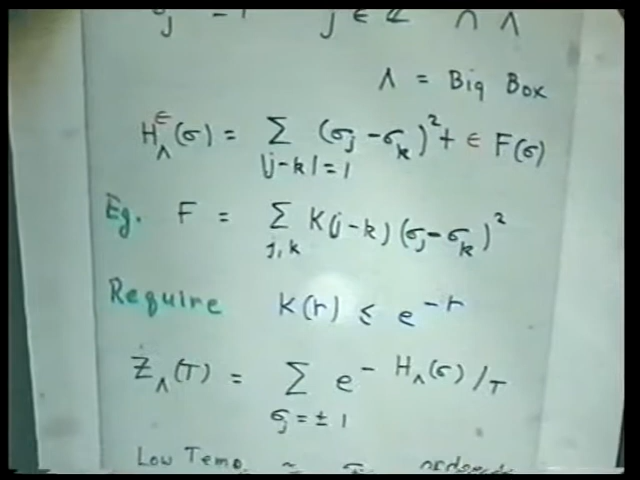 Λ = Big Box
H_Λ^ε(σ) = Σ_{|j-k|=1} (σ_j - σ_k)^2 + ε F(σ)
Eg. F = Σ_{j,k} K(j-k) (σ_j - σ_k)^2
Require K(r) ≤ e^{-r}
Z_Λ(T) = Σ_{σ_j = ±1} e^{- H_Λ(σ)/T}
Low Temp.